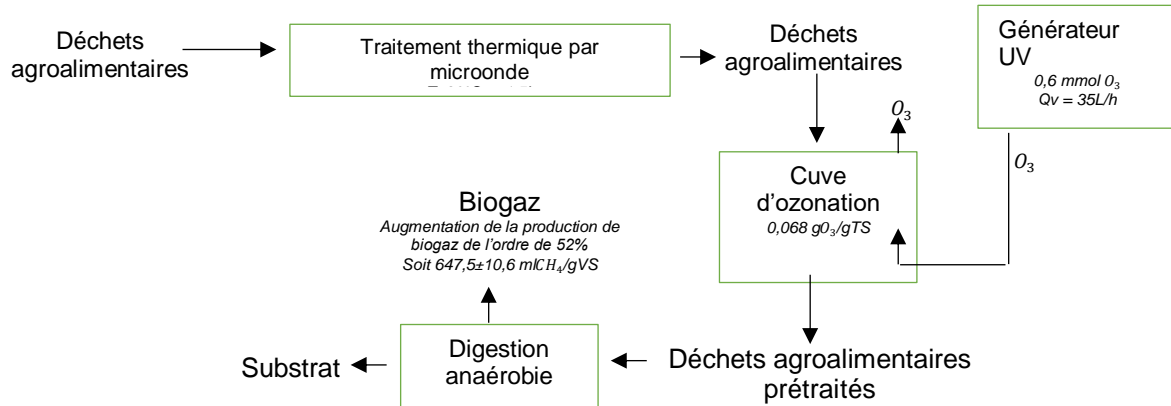 Déchets
agroalimentaires
Traitement thermique par
microonde
Déchets
agroalimentaires
Générateur
UV
0,6 mmol O₃
Qv = 35L/h
O₃
O₃
Cuve
d'ozonation
0,068 gO₃/gTS
Biogaz
Augmentation de la production de
biogaz de l'ordre de 52%
Soit 647,5±10,6 mlCH₄/gVS
Substrat
Digestion
anaérobie
Déchets agroalimentaires
prétraités